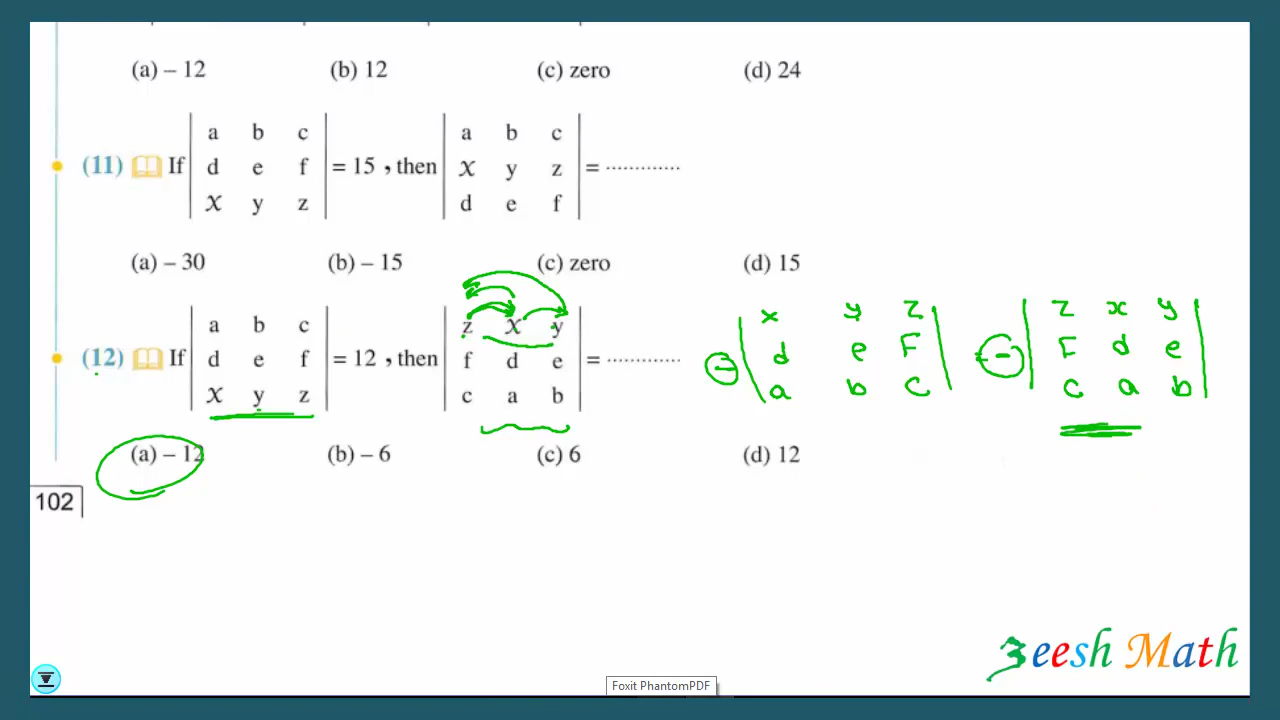 (a) – 12 (b) 12 (c) zero (d) 24
a b c a b c
(11) If d e f = 15 , then X y z = .............
X y z d e f
(a) – 30 (b) – 15 (c) zero (d) 15
a b c z X y x y z z x y
(12) If d e f = 12 , then f d e = ............. – d e F – F d e
X y z c a b a b c c a b
(a) – 12 (b) – 6 (c) 6 (d) 12
102
Zeesh Math
Foxit PhantomPDF